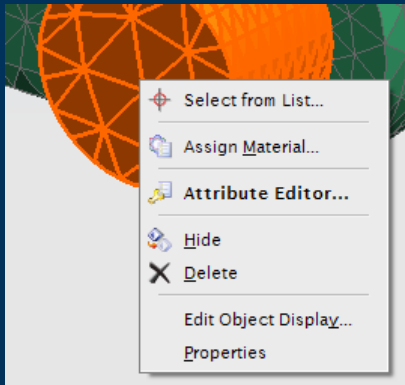 Select from List...
Assign Material...
Attribute Editor...
Hide
Delete
Edit Object Display...
Properties